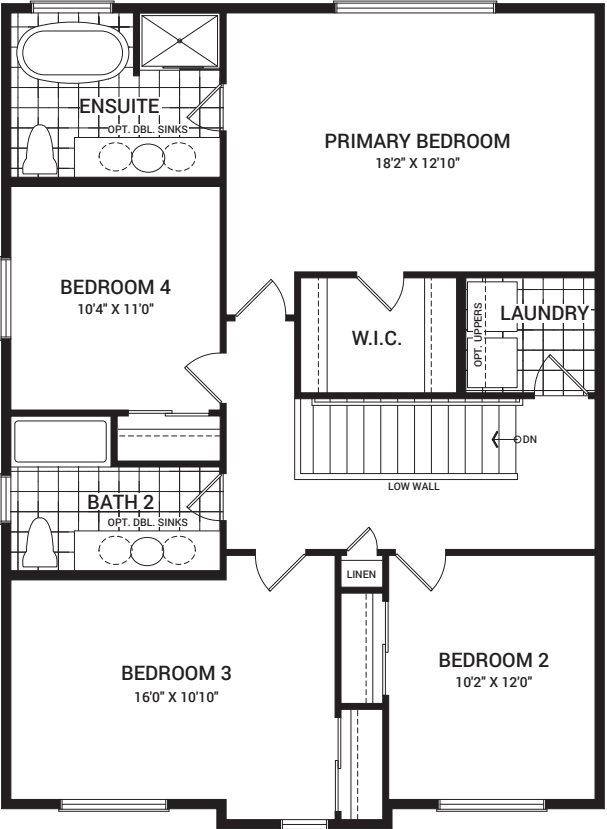 ENSUITE
OPT. DBL. SINKS
PRIMARY BEDROOM
18'2" X 12'10"
BEDROOM 4
10'4" X 11'0"
W.I.C.
OPT. UPPERS
LAUNDRY
DN
LOW WALL
BATH 2
OPT. DBL. SINKS
LINEN
BEDROOM 3
16'0" X 10'10"
BEDROOM 2
10'2" X 12'0"